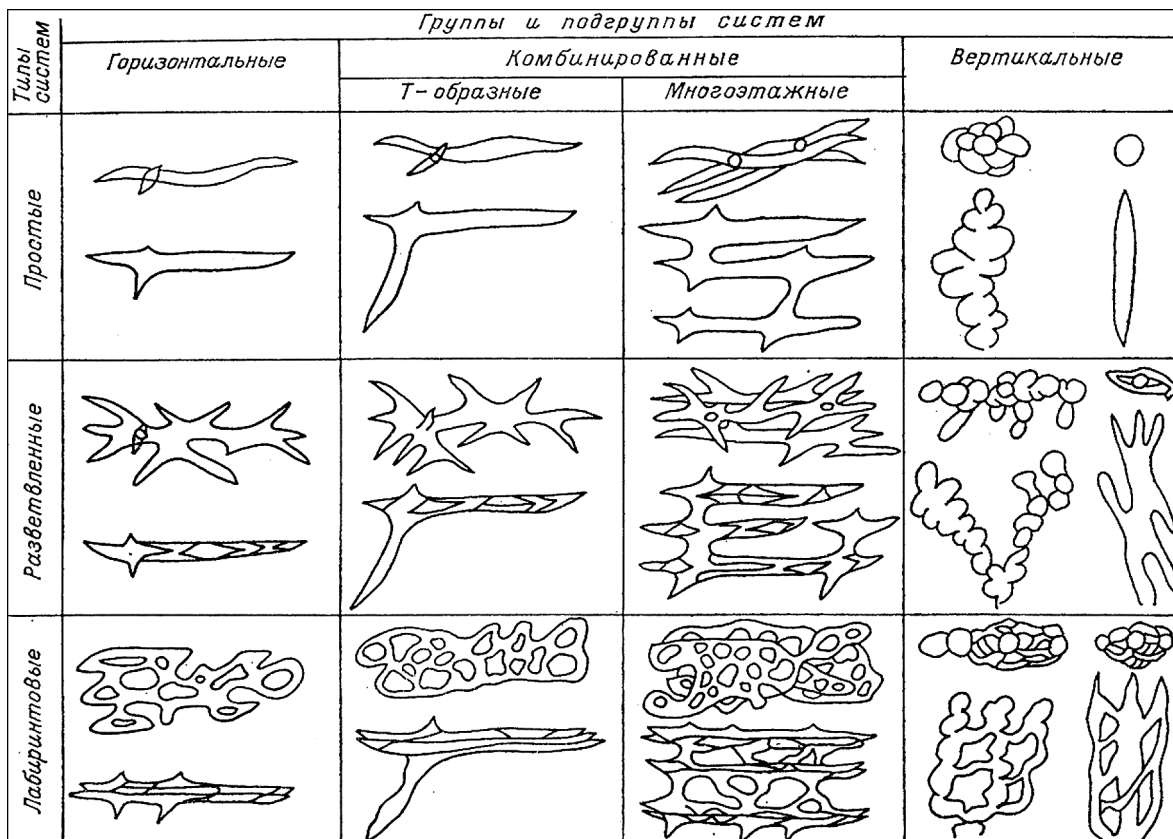 Группы и подгруппы систем
Типы
систем
Горизонтальные
Комбинированные
Вертикальные
Т-образные
Многоэтажные
Простые
Разветвленные
Лабиринтовые